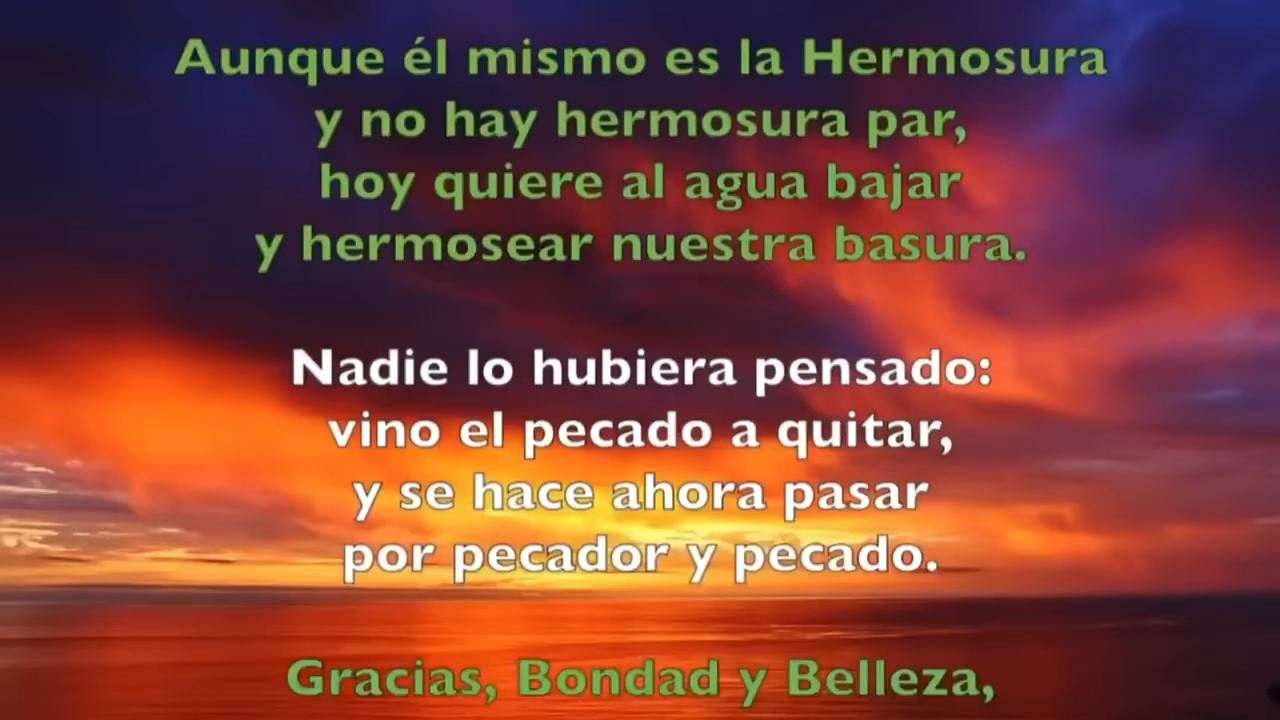 Aunque él mismo es la Hermosura
y no hay hermosura par,
hoy quiere al agua bajar
y hermosear nuestra basura.
Nadie lo hubiera pensado:
vino el pecado a quitar,
y se hace ahora pasar
por pecador y pecado.
Gracias, Bondad y Belleza,